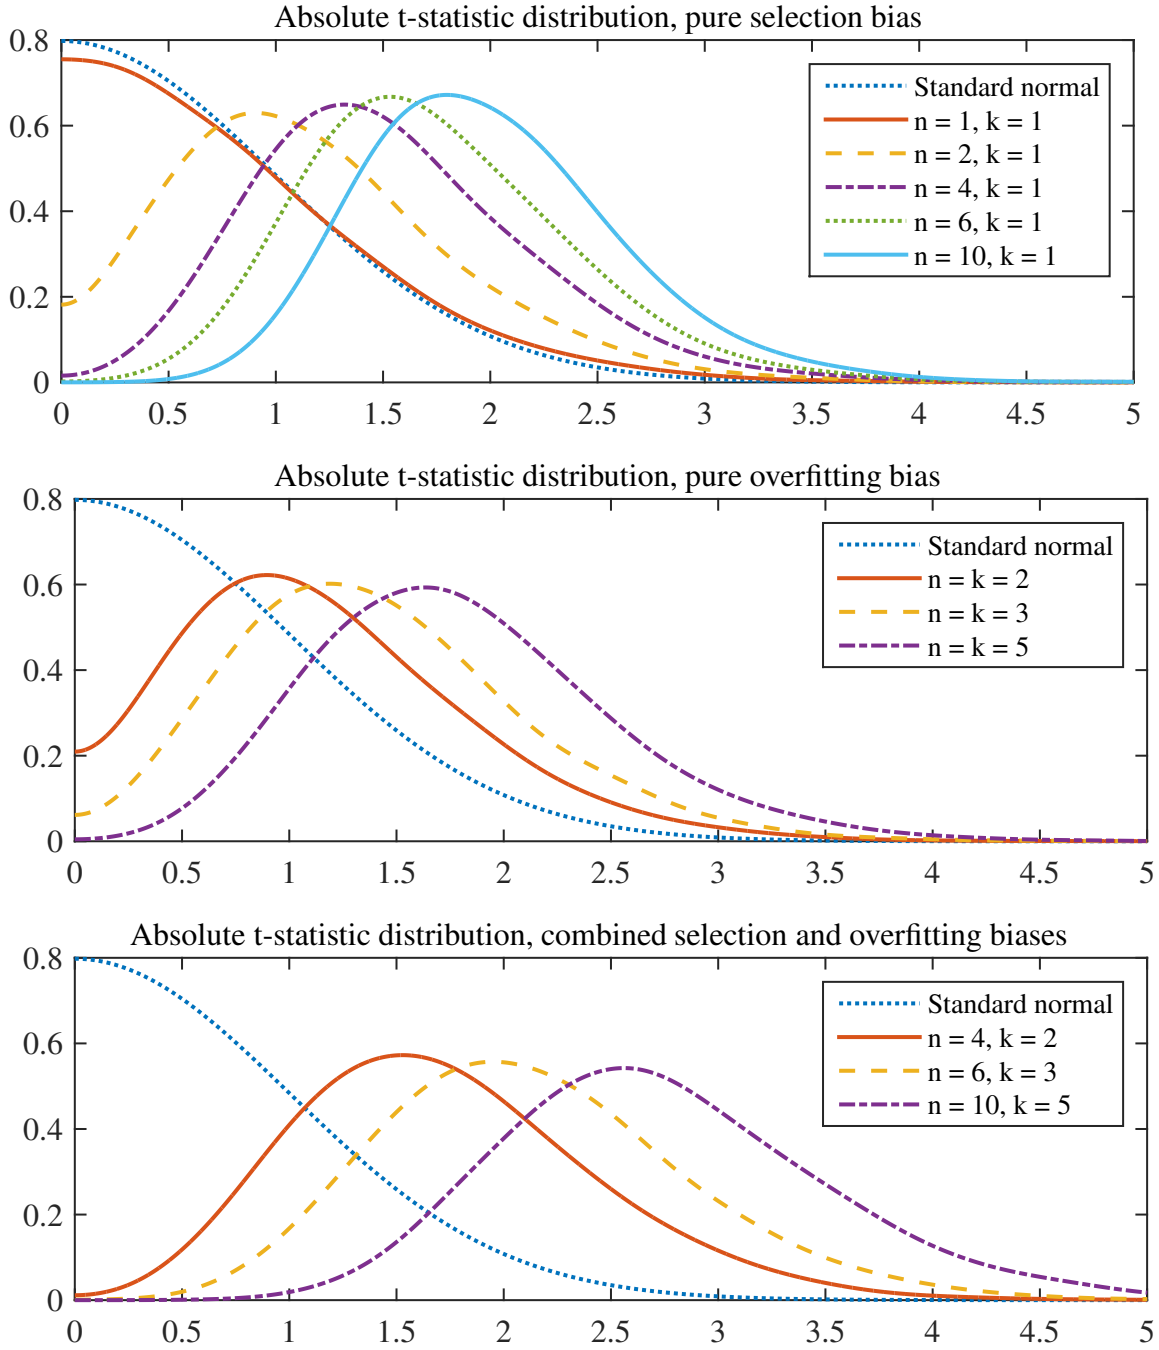 Absolute t-statistic distribution, pure selection bias
0.8
0.6
0.4
0.2
0
0 0.5 1 1.5 2 2.5 3 3.5 4 4.5 5
Standard normal
n = 1, k = 1
n = 2, k = 1
n = 4, k = 1
n = 6, k = 1
n = 10, k = 1
Absolute t-statistic distribution, pure overfitting bias
0.8
0.6
0.4
0.2
0
0 0.5 1 1.5 2 2.5 3 3.5 4 4.5 5
Standard normal
n = k = 2
n = k = 3
n = k = 5
Absolute t-statistic distribution, combined selection and overfitting biases
0.8
0.6
0.4
0.2
0
0 0.5 1 1.5 2 2.5 3 3.5 4 4.5 5
Standard normal
n = 4, k = 2
n = 6, k = 3
n = 10, k = 5